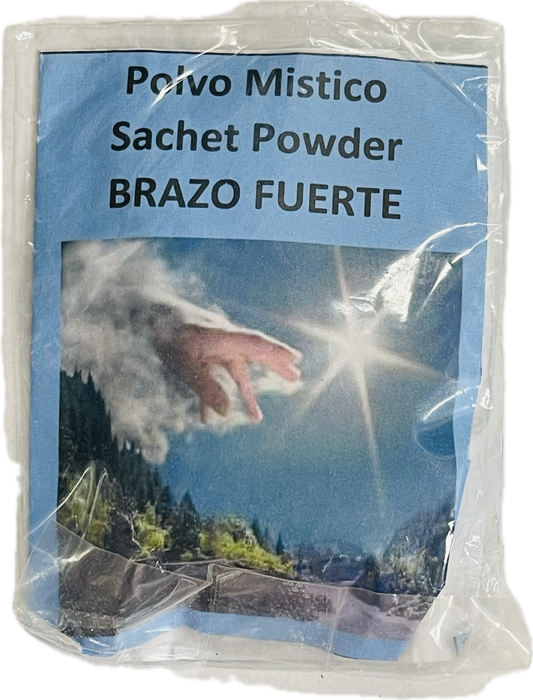 Polvo Mistico
Sachet Powder
BRAZO FUERTE